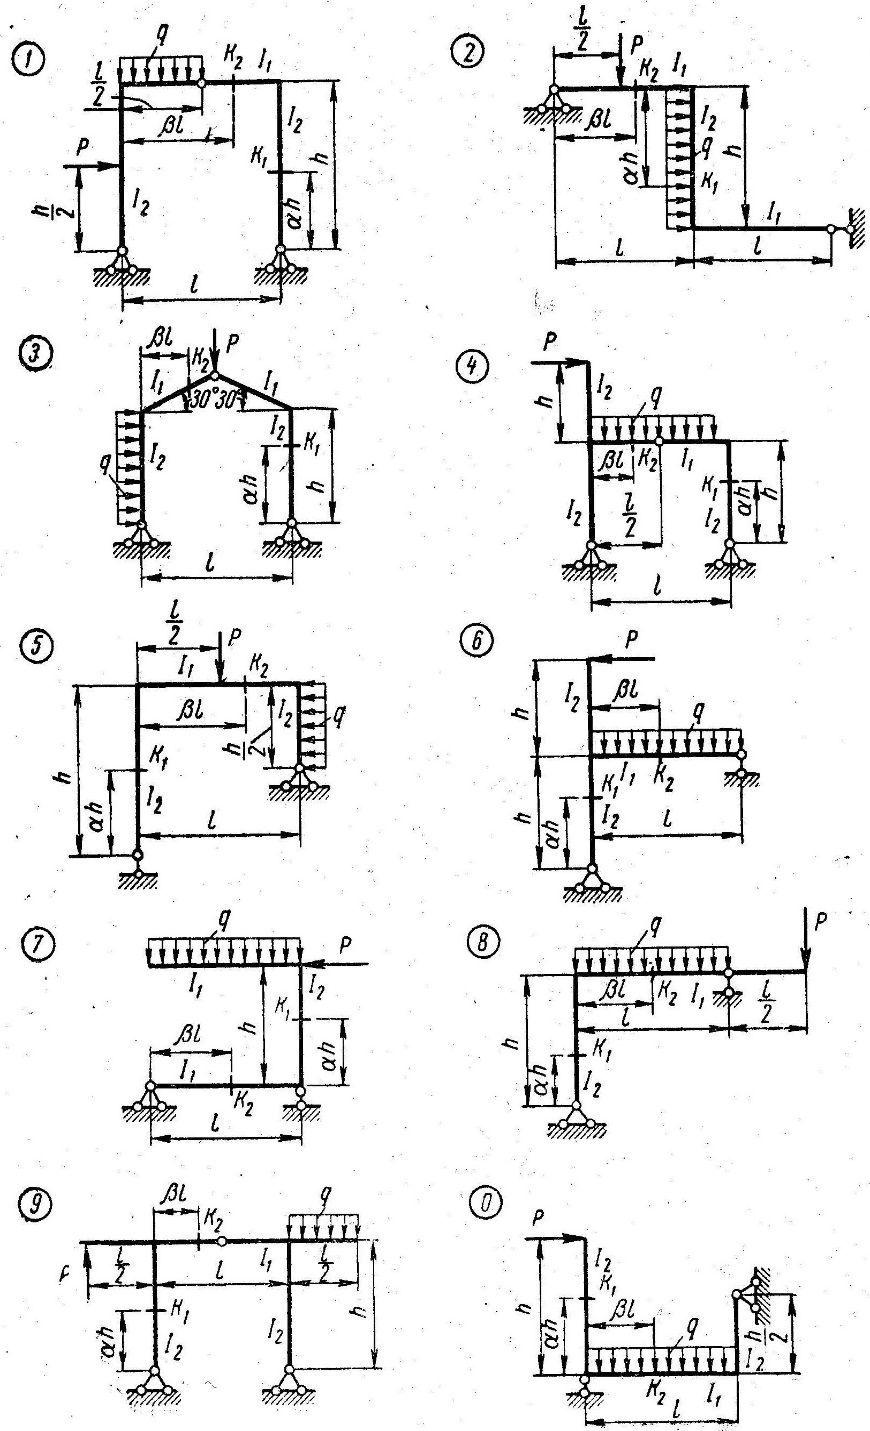 1
q
K₂ I₁
l/2
βl
I₂
P
K₁
h
h/2
I₂
αh
l
2
l/2
P
K₂ I₁
βl
I₂
αh
q
h
K₁
I₁
l l
3
βl
K₂
P
I₁ I₁
30° 30°
q
I₂ I₂
K₁
αh h
l
4
P
I₂
h
q
βl
K₂ I₁
K₁
l/2
I₂ I₂
αh h
l
5
l/2
P
I₁ K₂
βl
h/2
I₂
q
h
K₁
I₂
αh
l
6
P
h
I₂
βl
q
I₁ K₂
K₁
h
αh
I₂
l
7
q
P
I₁ I₂
h
K₁
βl
αh
I₁
K₂
l
8
P
q
βl
K₂ I₁
l
l/2
h
K₁
αh
I₂
9
βl
K₂
q
l/2
l
I₁
l/2
K₁
αh
I₂ I₂
h
0
P
I₂
K₁
h
αh
βl
q
h/2
I₂
K₂ I₁
l